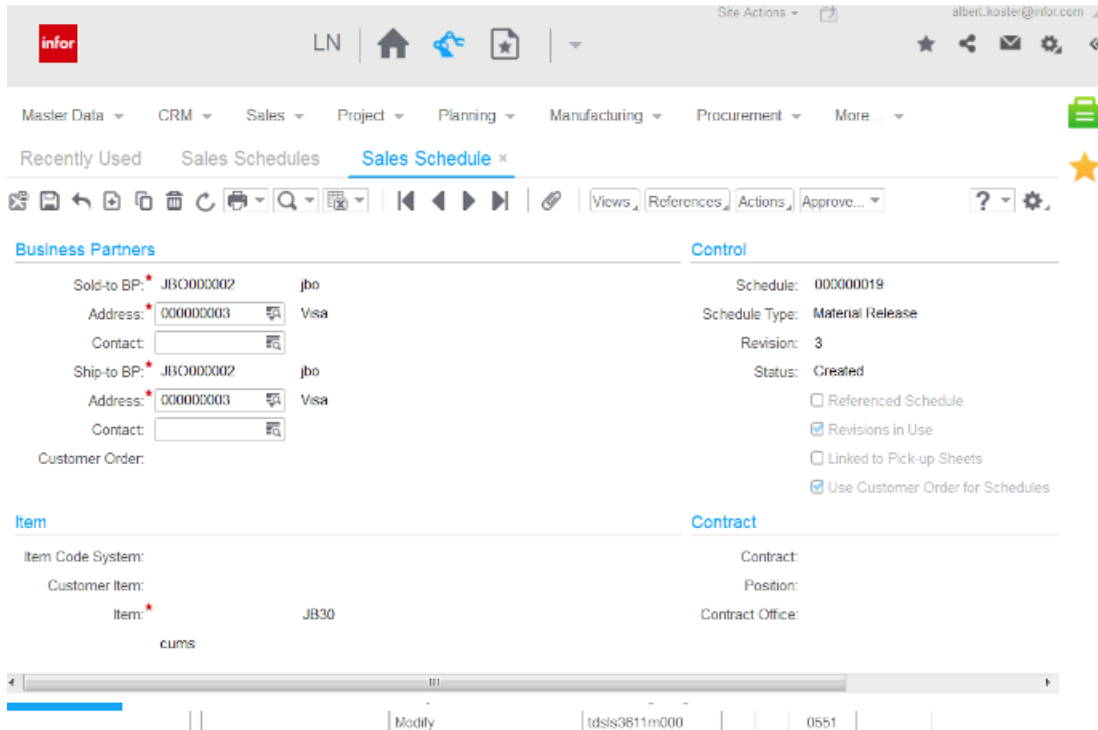 Site Actions
albert.koster@infor.com
infor
LN
Master Data CRM Sales Project Planning Manufacturing Procurement More...
Recently Used Sales Schedules Sales Schedule ×
Views References Actions Approve... ?
Business Partners
Control
Sold-to BP:* JBO000002 jbo
Schedule: 000000019
Address:* 000000003 Visa
Schedule Type: Material Release
Contact:
Revision: 3
Ship-to BP:* JBO000002 jbo
Status: Created
Address:* 000000003 Visa
Referenced Schedule
Contact:
Revisions in Use
Customer Order:
Linked to Pick-up Sheets
Use Customer Order for Schedules
Item
Contract
Item Code System:
Contract:
Customer Item:
Position:
Item:* JB30
Contract Office:
cums
Modify tdsls3611m000 0551